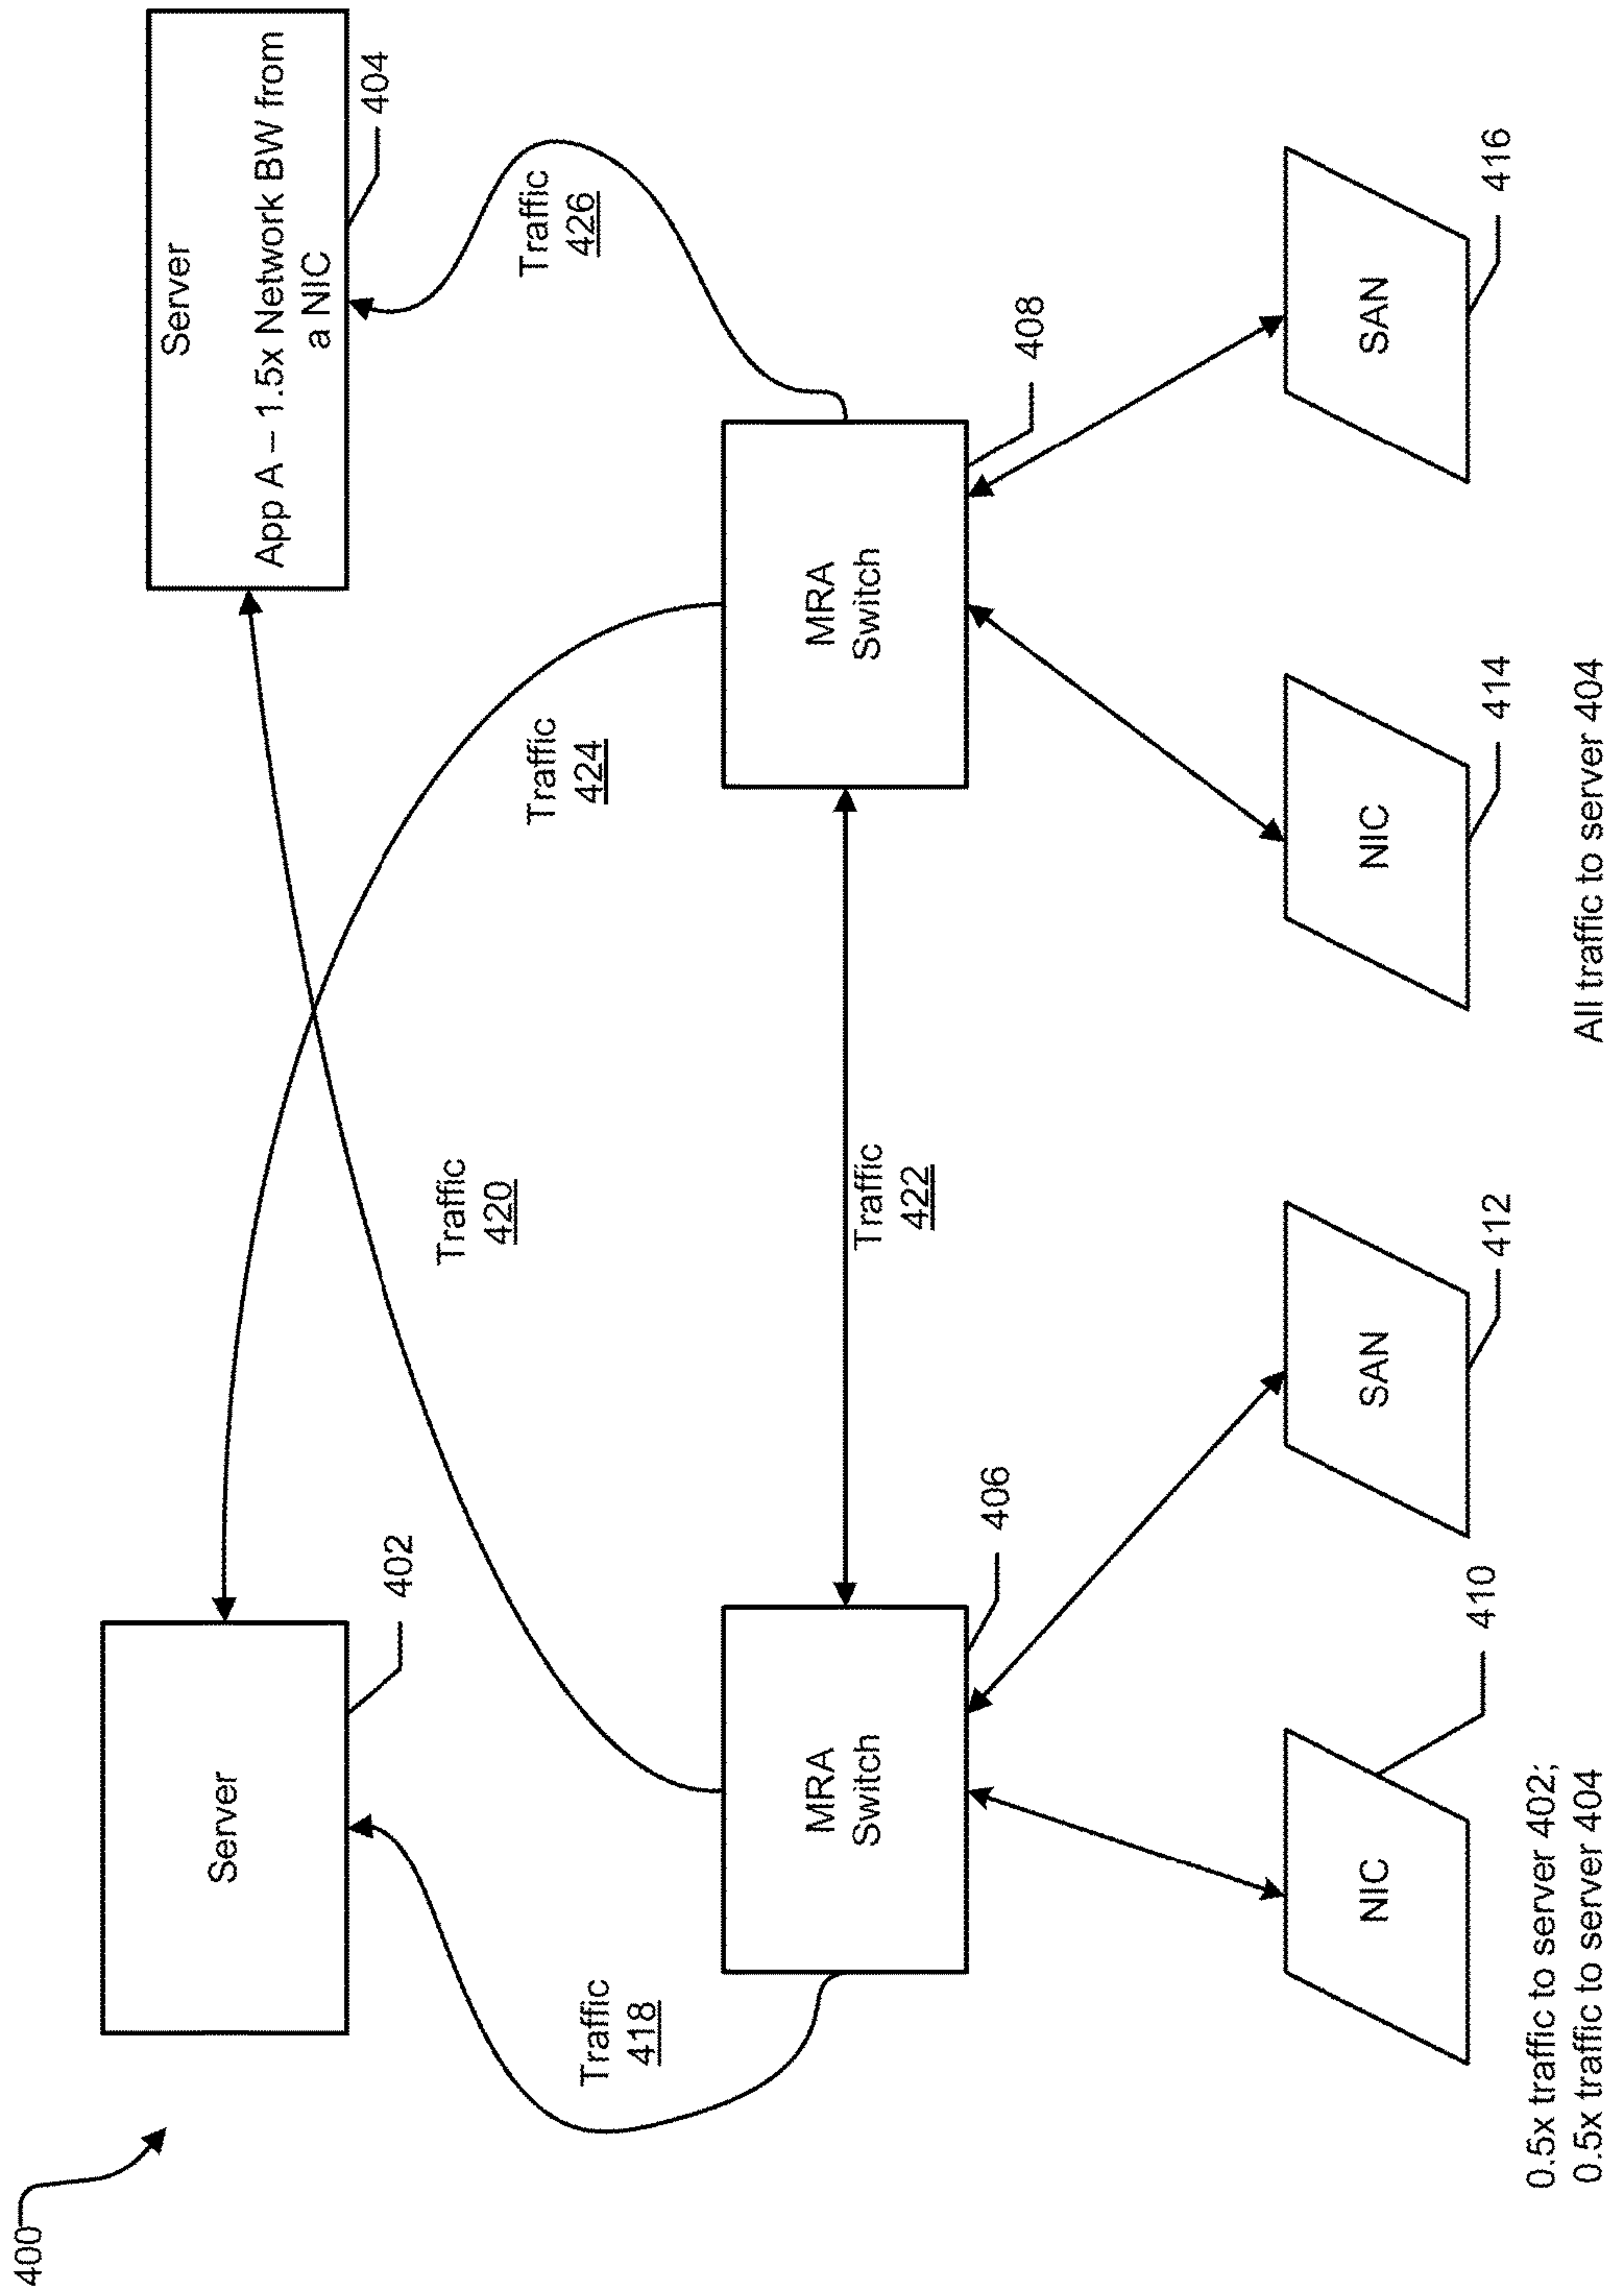 400
Server
402
Server
App A – 1.5x Network BW from
a NIC
404
Traffic
418
Traffic
420
Traffic
424
Traffic
426
MRA
Switch
406
Traffic
422
MRA
Switch
408
NIC
410
SAN
412
NIC
414
SAN
416
0.5x traffic to server 402;
0.5x traffic to server 404
All traffic to server 404